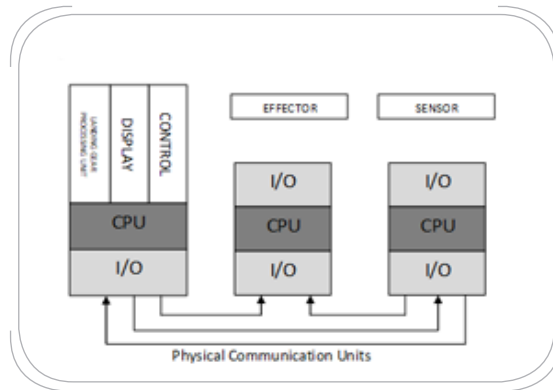 LANDING GEAR
PROCESSING UNIT
DISPLAY
CONTROL
EFFECTOR
SENSOR
I/O
I/O
CPU
CPU
CPU
I/O
I/O
I/O
Physical Communication Units